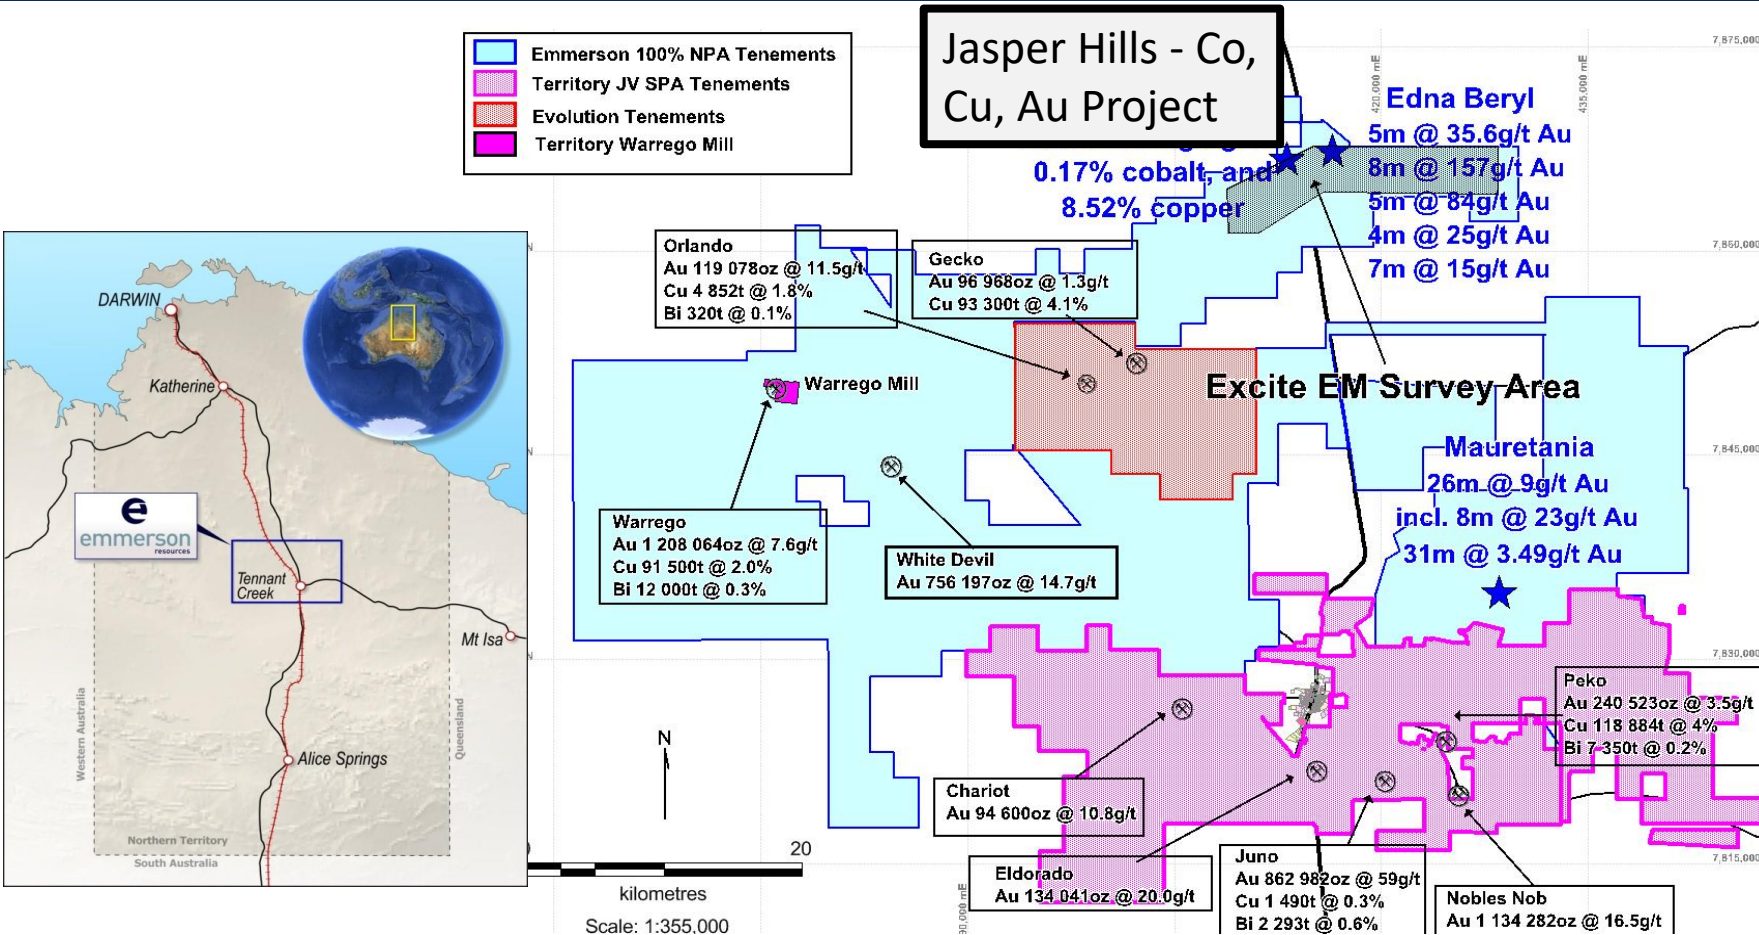 Emmerson 100% NPA Tenements
Territory JV SPA Tenements
Evolution Tenements
Territory Warrego Mill
Jasper Hills - Co,
Cu, Au Project
0.17% cobalt, and
8.52% copper
Edna Beryl
5m @ 35.6g/t Au
8m @ 157g/t Au
5m @ 84g/t Au
4m @ 25g/t Au
7m @ 15g/t Au
420,000 mE
435,000 mE
7,875,000
7,860,000
7,845,000
7,830,000
7,815,000
Orlando
Au 119 078oz @ 11.5g/t
Cu 4 852t @ 1.8%
Bi 320t @ 0.1%
Gecko
Au 96 968oz @ 1.3g/t
Cu 93 300t @ 4.1%
Warrego Mill
Excite EM Survey Area
Mauretania
26m @ 9g/t Au
incl. 8m @ 23g/t Au
31m @ 3.49g/t Au
Warrego
Au 1 208 064oz @ 7.6g/t
Cu 91 500t @ 2.0%
Bi 12 000t @ 0.3%
White Devil
Au 756 197oz @ 14.7g/t
Peko
Au 240 523oz @ 3.5g/t
Cu 118 884t @ 4%
Bi 7 350t @ 0.2%
Chariot
Au 94 600oz @ 10.8g/t
Eldorado
Au 134 041oz @ 20.0g/t
Juno
Au 862 982oz @ 59g/t
Cu 1 490t @ 0.3%
Bi 2 293t @ 0.6%
Nobles Nob
Au 1 134 282oz @ 16.5g/t
N
20
kilometres
Scale: 1:355,000
DARWIN
Katherine
e
emmerson
resources
Tennant
Creek
Mt Isa
Alice Springs
Western Australia
Queensland
Northern Territory
South Australia